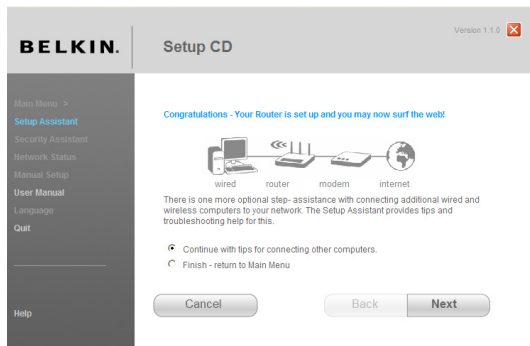 Version 1.1.0
BELKIN.
Setup CD
Main Menu >
Setup Assistant
Security Assistant
Network Status
Manual Setup
User Manual
Language
Quit
Help
Congratulations - Your Router is set up and you may now surf the web!
wired router modem internet
There is one more optional step- assistance with connecting additional wired and
wireless computers to your network. The Setup Assistant provides tips and
troubleshooting help for this.
Continue with tips for connecting other computers.
Finish - return to Main Menu
Cancel
Back
Next